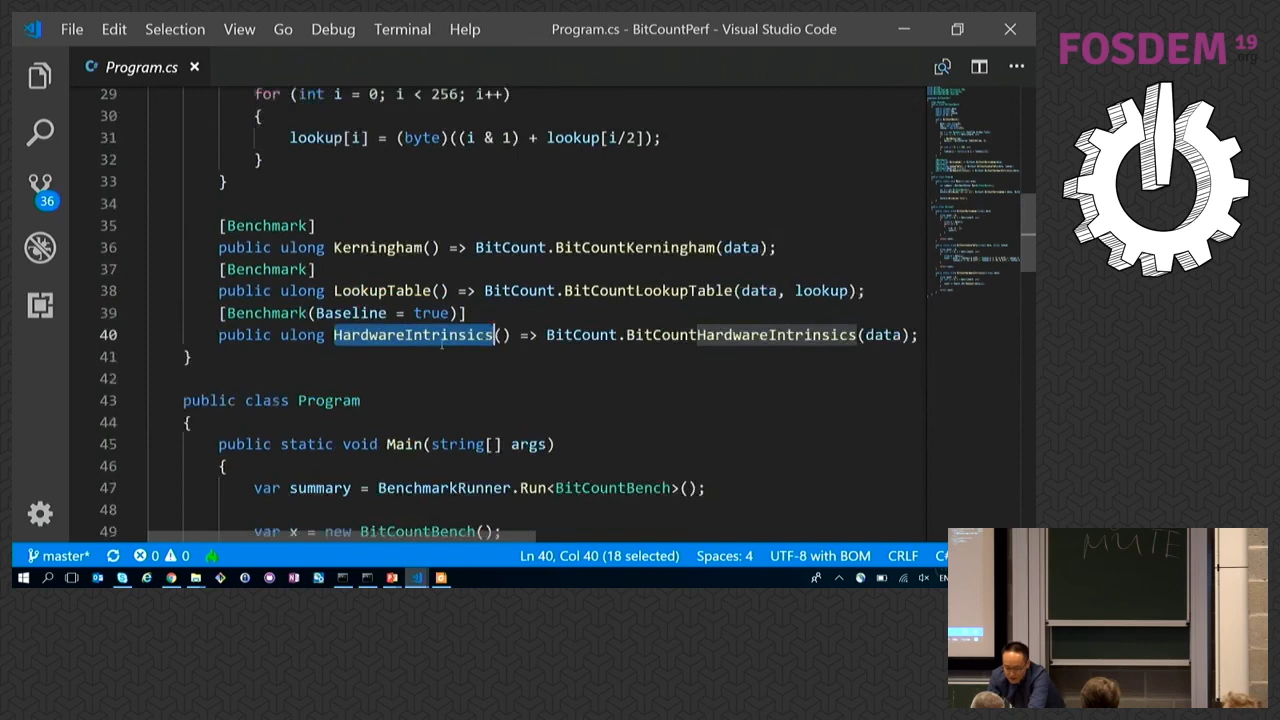 File Edit Selection View Go Debug Terminal Help Program.cs - BitCountPerf - Visual Studio Code
FOSDEM 19 .org
C# Program.cs
29 for (int i = 0; i < 256; i++)
30 {
31 lookup[i] = (byte)((i & 1) + lookup[i/2]);
32 }
33 }
34
35 [Benchmark]
36 public ulong Kerningham() => BitCount.BitCountKerningham(data);
37 [Benchmark]
38 public ulong LookupTable() => BitCount.BitCountLookupTable(data, lookup);
39 [Benchmark(Baseline = true)]
40 public ulong HardwareIntrinsics() => BitCount.BitCountHardwareIntrinsics(data);
41 }
42
43 public class Program
44 {
45 public static void Main(string[] args)
46 {
47 var summary = BenchmarkRunner.Run<BitCountBench>();
48
49 var x = new BitCountBench();
36
master* 0 0 Ln 40, Col 40 (18 selected) Spaces: 4 UTF-8 with BOM CRLF C#
MUTE